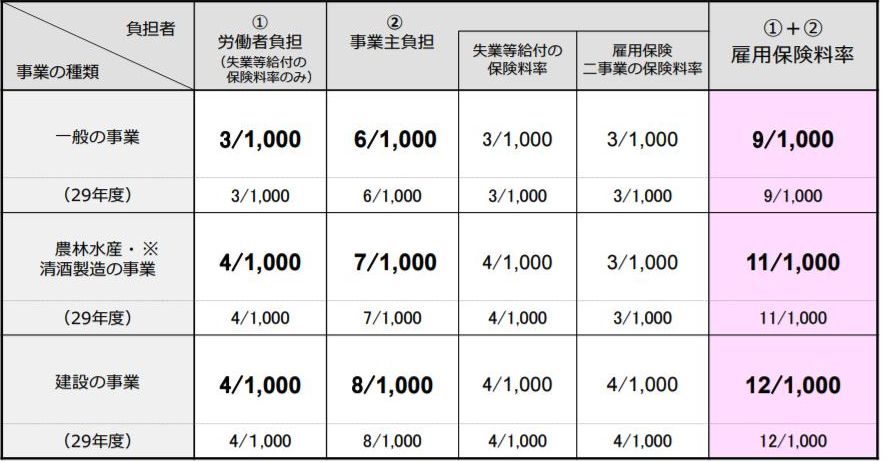 負担者
事業の種類
①
労働者負担
(失業等給付の
保険料率のみ)
②
事業主負担
失業等給付の
保険料率
雇用保険
二事業の保険料率
①＋②
雇用保険料率
一般の事業 3/1,000 6/1,000 3/1,000 3/1,000 9/1,000
(29年度) 3/1,000 6/1,000 3/1,000 3/1,000 9/1,000
農林水産・※
清酒製造の事業 4/1,000 7/1,000 4/1,000 3/1,000 11/1,000
(29年度) 4/1,000 7/1,000 4/1,000 3/1,000 11/1,000
建設の事業 4/1,000 8/1,000 4/1,000 4/1,000 12/1,000
(29年度) 4/1,000 8/1,000 4/1,000 4/1,000 12/1,000